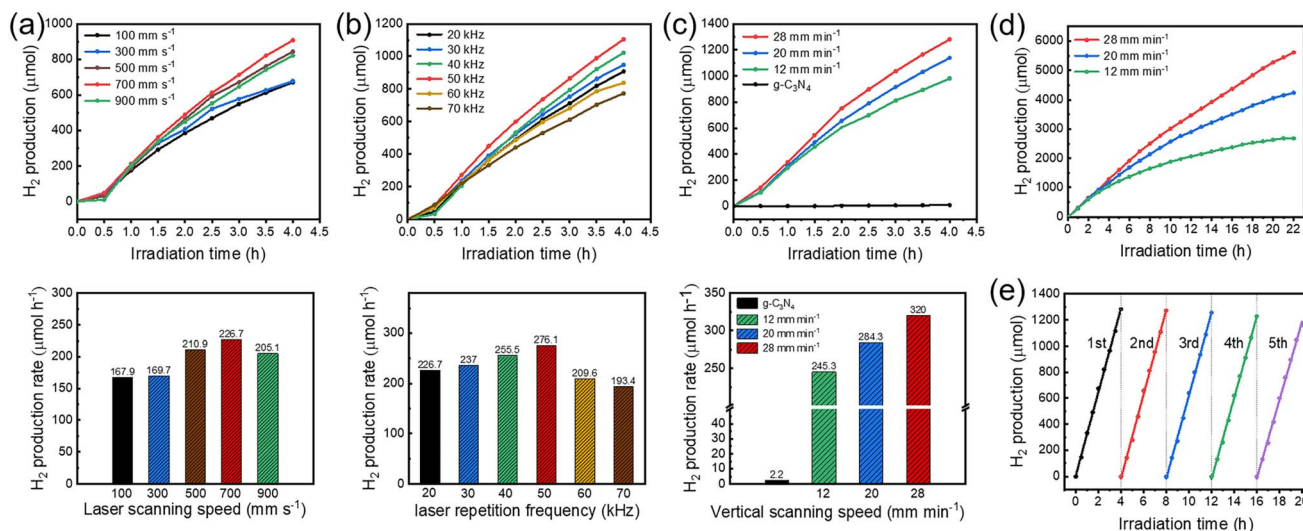 (a)
H₂ production (μmol)
1000
800
600
400
200
0
100 mm s⁻¹
300 mm s⁻¹
500 mm s⁻¹
700 mm s⁻¹
900 mm s⁻¹
0.0 0.5 1.0 1.5 2.0 2.5 3.0 3.5 4.0 4.5
Irradiation time (h)
(b)
H₂ production (μmol)
1200
1000
800
600
400
200
0
20 kHz
30 kHz
40 kHz
50 kHz
60 kHz
70 kHz
0.0 0.5 1.0 1.5 2.0 2.5 3.0 3.5 4.0 4.5
Irradiation time (h)
(c)
H₂ production (μmol)
1400
1200
1000
800
600
400
200
0
28 mm min⁻¹
20 mm min⁻¹
12 mm min⁻¹
g-C₃N₄
0.0 0.5 1.0 1.5 2.0 2.5 3.0 3.5 4.0 4.5
Irradiation time (h)
(d)
H₂ production (μmol)
6000
5000
4000
3000
2000
1000
0
28 mm min⁻¹
20 mm min⁻¹
12 mm min⁻¹
0 2 4 6 8 10 12 14 16 18 20 22
Irradiation time (h)
H₂ production rate (μmol h⁻¹)
300
250
200
150
100
50
0
167.9 169.7 210.9 226.7 205.1
100 300 500 700 900
Laser scanning speed (mm s⁻¹)
H₂ production rate (μmol h⁻¹)
300
200
100
0
226.7 237 255.5 276.1 209.6 193.4
20 30 40 50 60 70
laser repetition frequency (kHz)
H₂ production rate (μmol h⁻¹)
350
300
245
40
35
30
25
20
15
10
2
0
g-C₃N₄
12 mm min⁻¹
20 mm min⁻¹
28 mm min⁻¹
2.2 245.3 284.3 320
12 20 28
Vertical scanning speed (mm min⁻¹)
(e)
H₂ production (μmol)
1400
1200
1000
800
600
400
200
0
1st 2nd 3rd 4th 5th
0 2 4 6 8 10 12 14 16 18 20
Irradiation time (h)